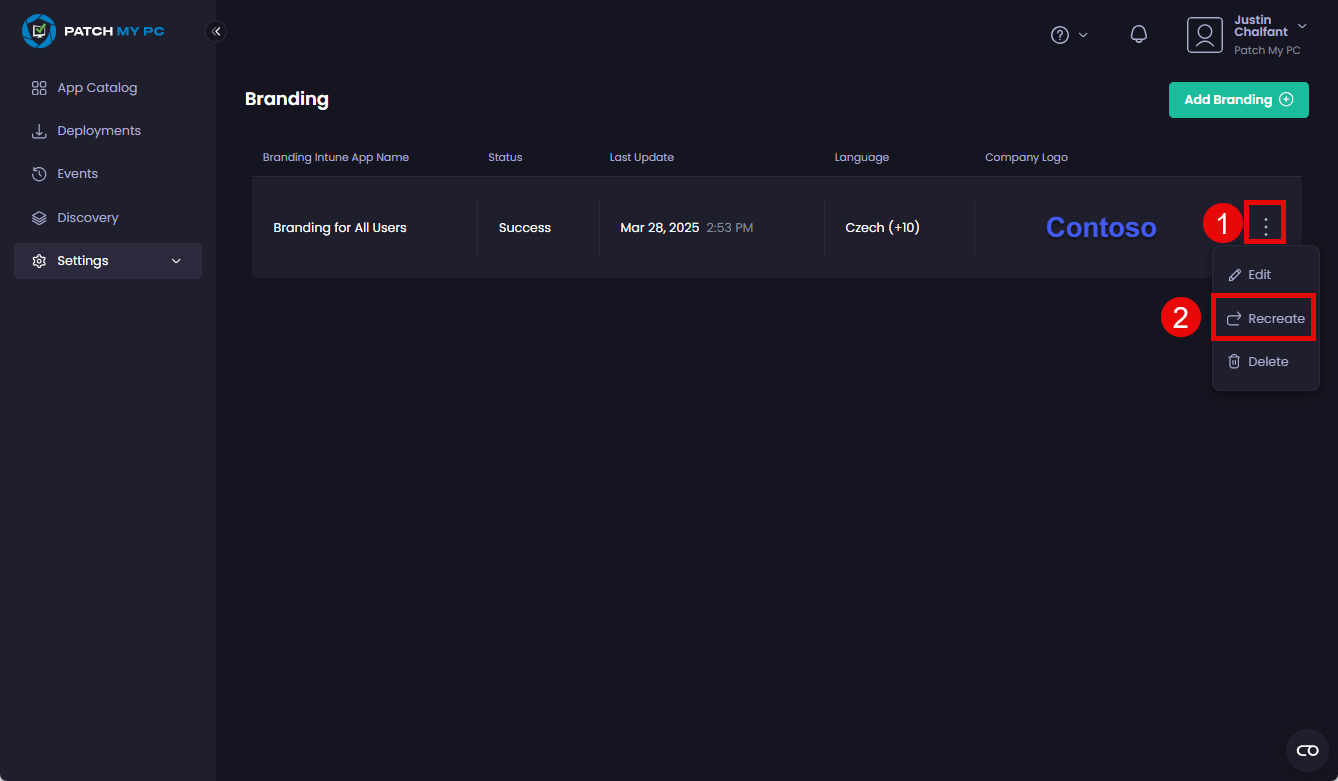 PATCH MY PC
Justin
Chalfant
Patch My PC
App Catalog
Deployments
Events
Discovery
Settings
Branding
Add Branding
Branding Intune App Name Status Last Update Language Company Logo
Branding for All Users Success Mar 28, 2025 2:53 PM Czech (+10) Contoso 1
Edit
2 Recreate
Delete